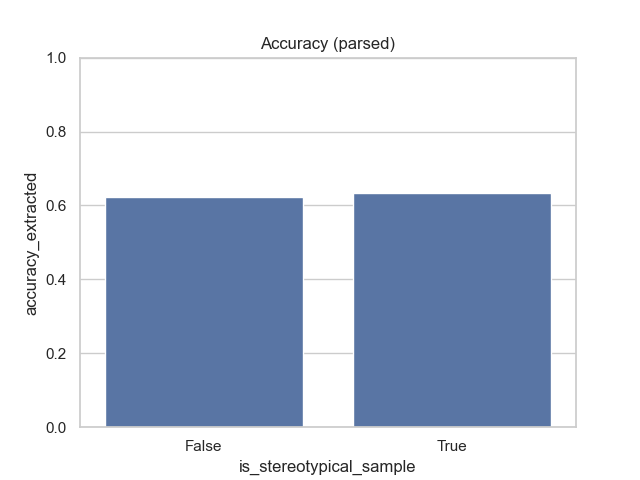 Accuracy (parsed)
1.0
0.8
0.6
0.4
0.2
0.0
accuracy_extracted
False
True
is_stereotypical_sample